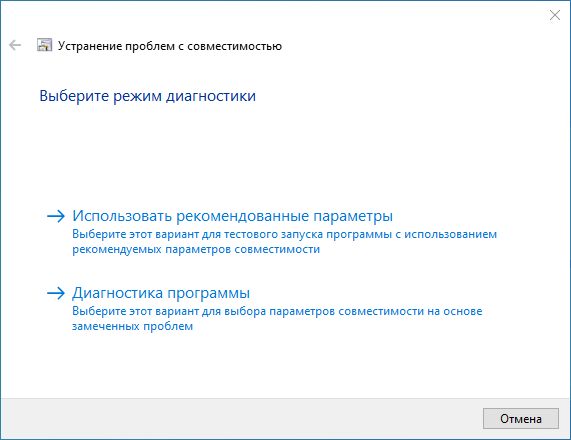 Устранение проблем с совместимостью
Выберите режим диагностики
Использовать рекомендованные параметры
Выберите этот вариант для тестового запуска программы с использованием
рекомендуемых параметров совместимости
Диагностика программы
Выберите этот вариант для выбора параметров совместимости на основе
замеченных проблем
Отмена